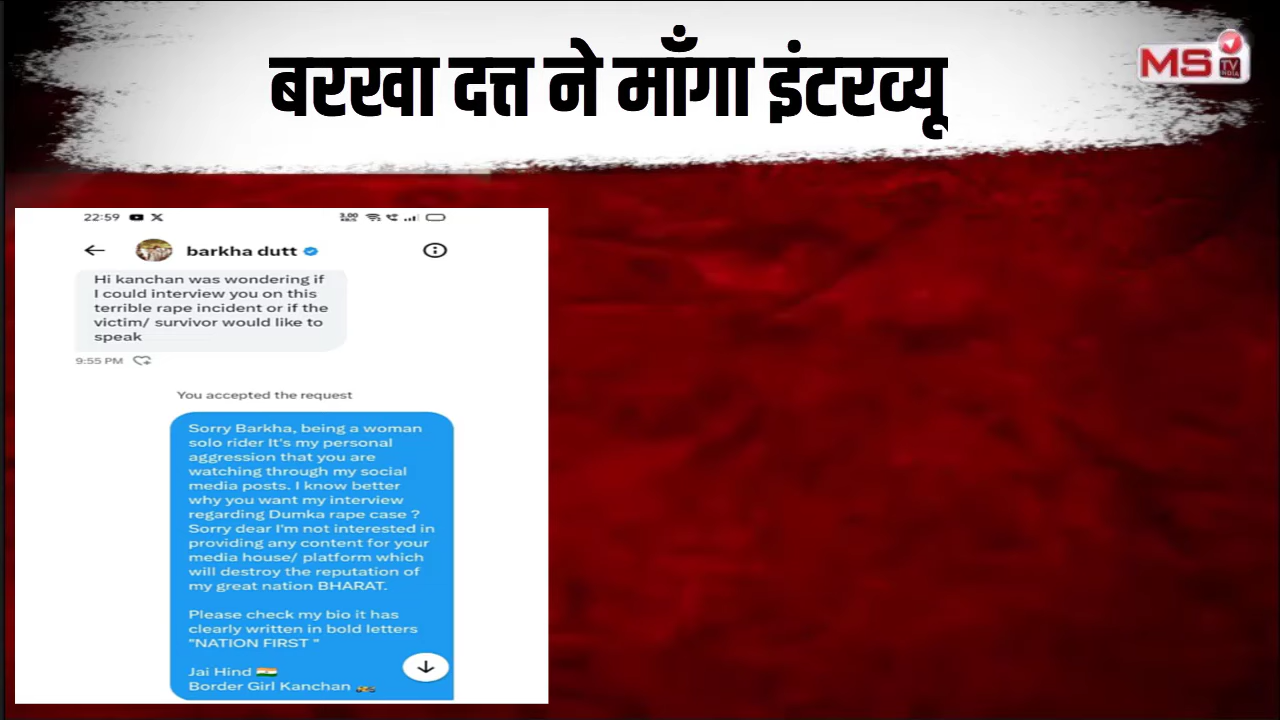 बरखा दत्त ने माँगा इंटरव्यू
MS
TV
INDIA
22:59
3.00
KB/S
barkha dutt
Hi kanchan was wondering if
I could interview you on this
terrible rape incident or if the
victim/ survivor would like to
speak
9:55 PM
You accepted the request
Sorry Barkha, being a woman
solo rider It's my personal
aggression that you are
watching through my social
media posts. I know better
why you want my interview
regarding Dumka rape case ?
Sorry dear I'm not interested in
providing any content for your
media house/ platform which
will destroy the reputation of
my great nation BHARAT.
Please check my bio it has
clearly written in bold letters
"NATION FIRST "
Jai Hind 🇮🇳
Border Girl Kanchan 🏍️